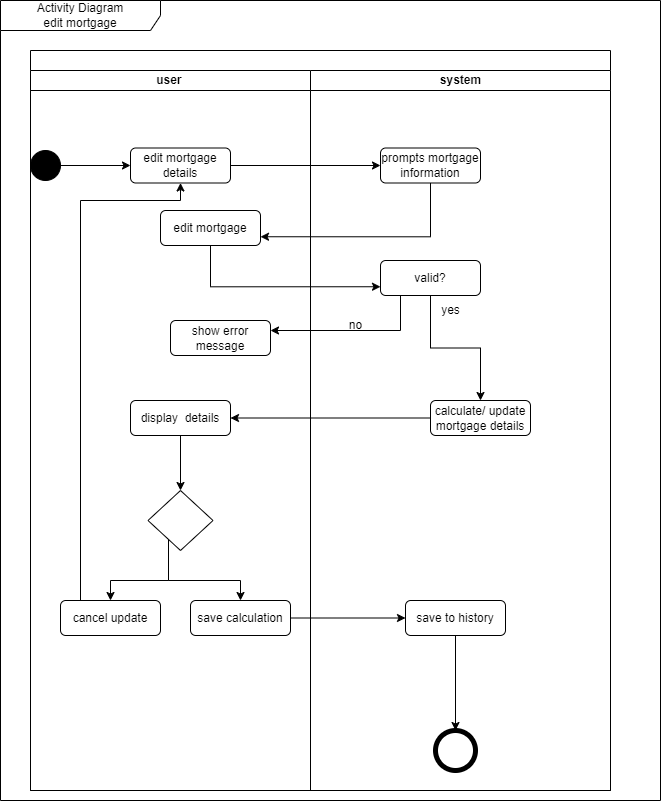 Activity Diagram
edit mortgage
user
system
edit mortgage
details
prompts mortgage
information
edit mortgage
valid?
yes
no
show error
message
display details
calculate/ update
mortgage details
cancel update
save calculation
save to history